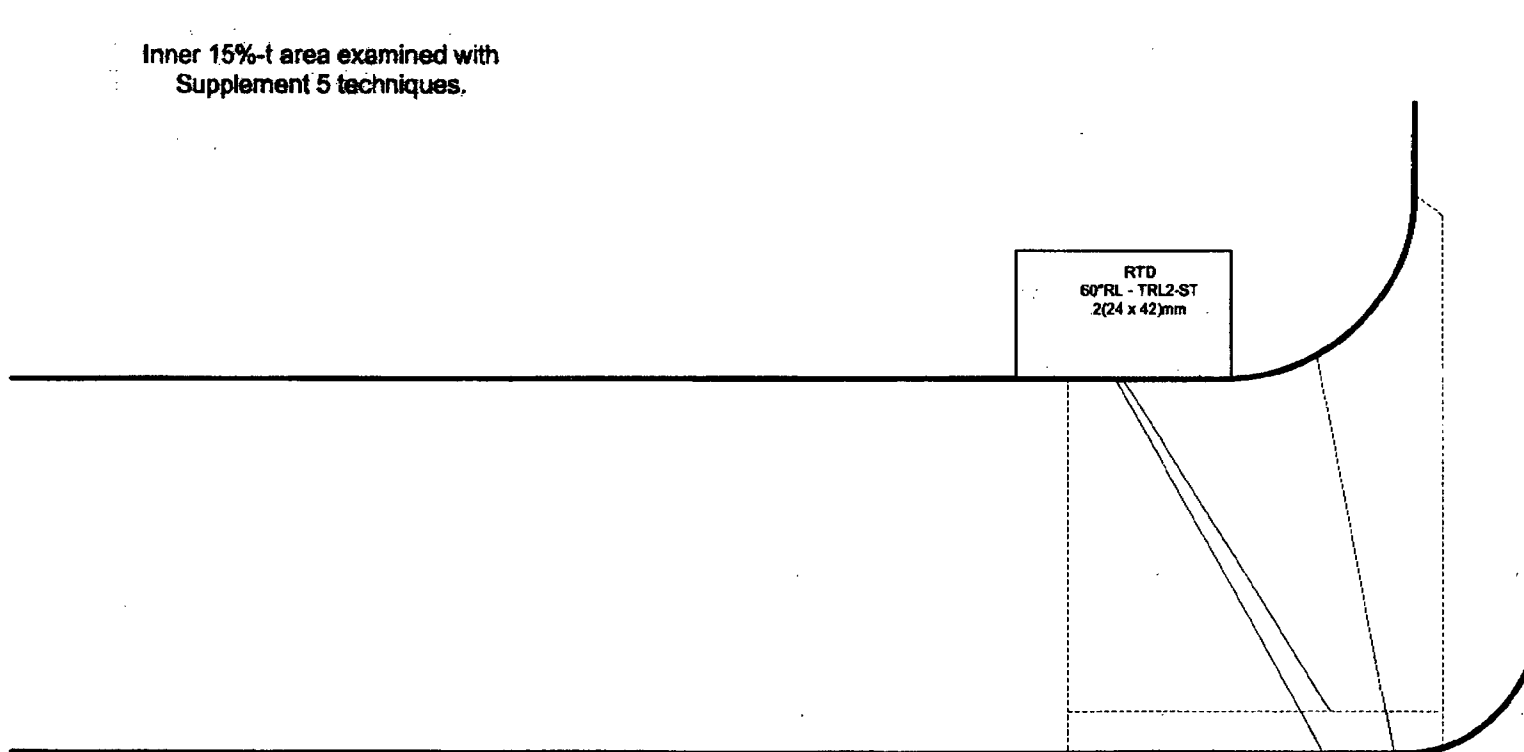 Inner 15%-t area examined with
Supplement 5 techniques.
RTD
60°RL - TRL2-ST
2(24 x 42)mm